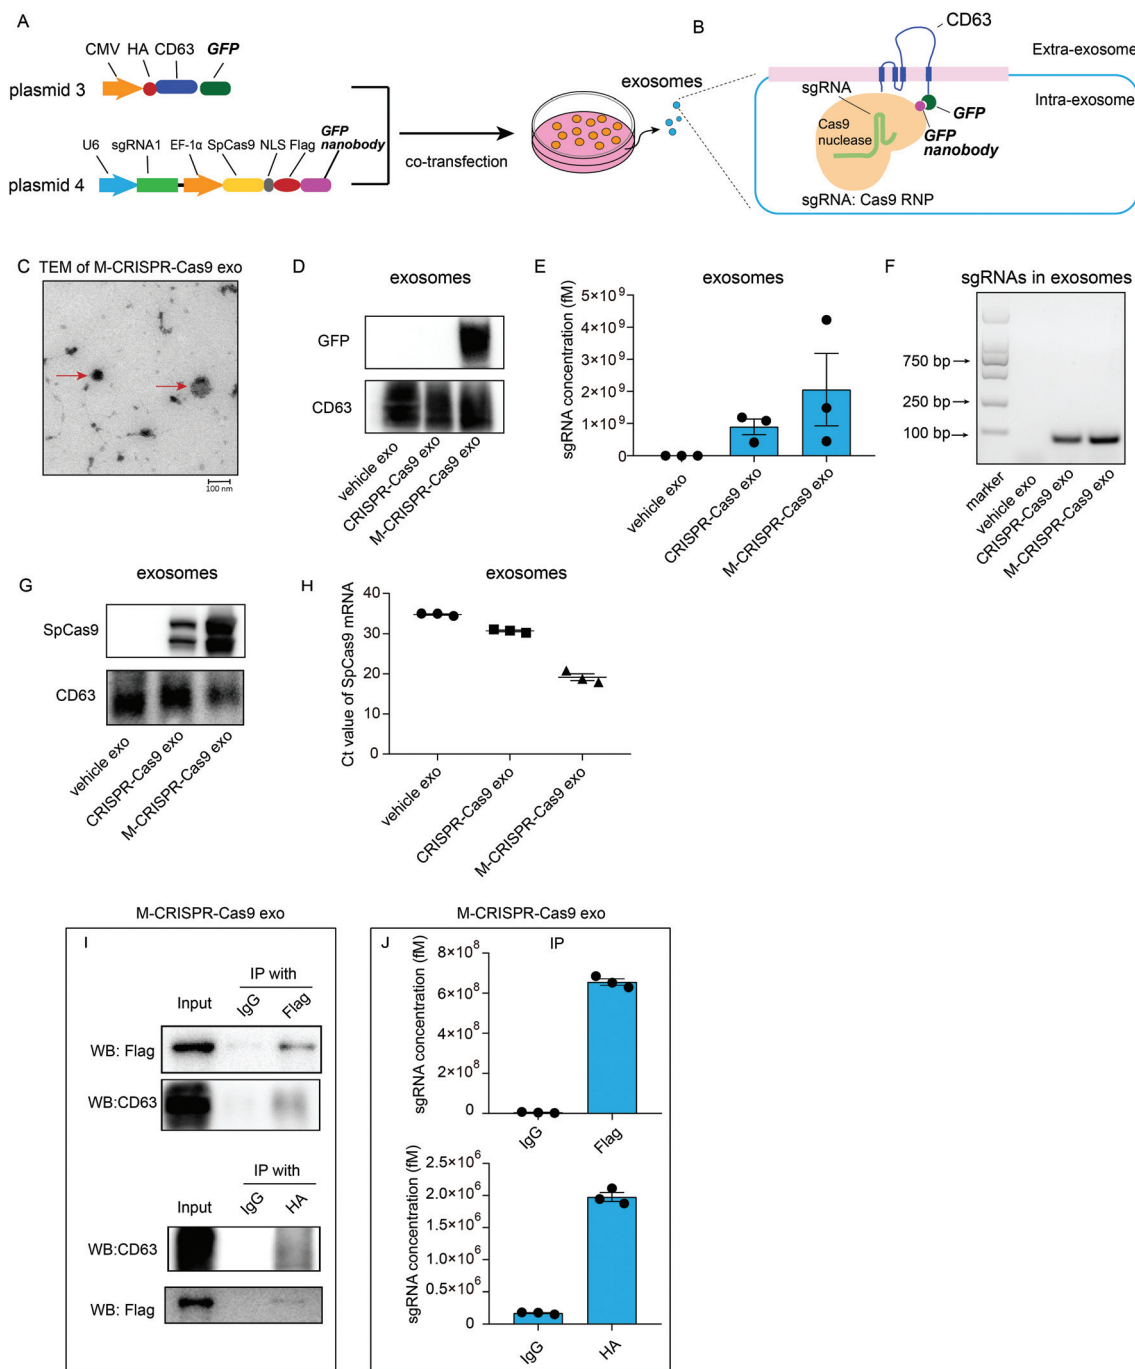 A
CMV HA CD63 GFP
plasmid 3
U6 sgRNA1 EF-1α SpCas9 NLS Flag GFP nanobody
plasmid 4
co-transfection
exosomes
B
CD63
Extra-exosome
Intra-exosome
sgRNA
Cas9
nuclease
GFP
GFP
nanobody
sgRNA: Cas9 RNP
C
TEM of M-CRISPR-Cas9 exo
100 nm
D
exosomes
GFP
CD63
vehicle exo
CRISPR-Cas9 exo
M-CRISPR-Cas9 exo
E
exosomes
sgRNA concentration (fM)
5×10⁹
4×10⁹
3×10⁹
2×10⁹
1×10⁹
0
vehicle exo
CRISPR-Cas9 exo
M-CRISPR-Cas9 exo
F
sgRNAs in exosomes
750 bp
250 bp
100 bp
marker
vehicle exo
CRISPR-Cas9 exo
M-CRISPR-Cas9 exo
G
exosomes
SpCas9
CD63
vehicle exo
CRISPR-Cas9 exo
M-CRISPR-Cas9 exo
H
exosomes
Ct value of SpCas9 mRNA
40
30
20
10
0
vehicle exo
CRISPR-Cas9 exo
M-CRISPR-Cas9 exo
M-CRISPR-Cas9 exo
I
IP with
Input IgG Flag
WB: Flag
WB:CD63
IP with
Input IgG HA
WB:CD63
WB: Flag
M-CRISPR-Cas9 exo
J
IP
sgRNA concentration (fM)
8×10⁸
6×10⁸
4×10⁸
2×10⁸
0
IgG Flag
sgRNA concentration (fM)
2.5×10⁶
2.0×10⁶
1.5×10⁶
1.0×10⁶
0.5×10⁶
0
IgG HA